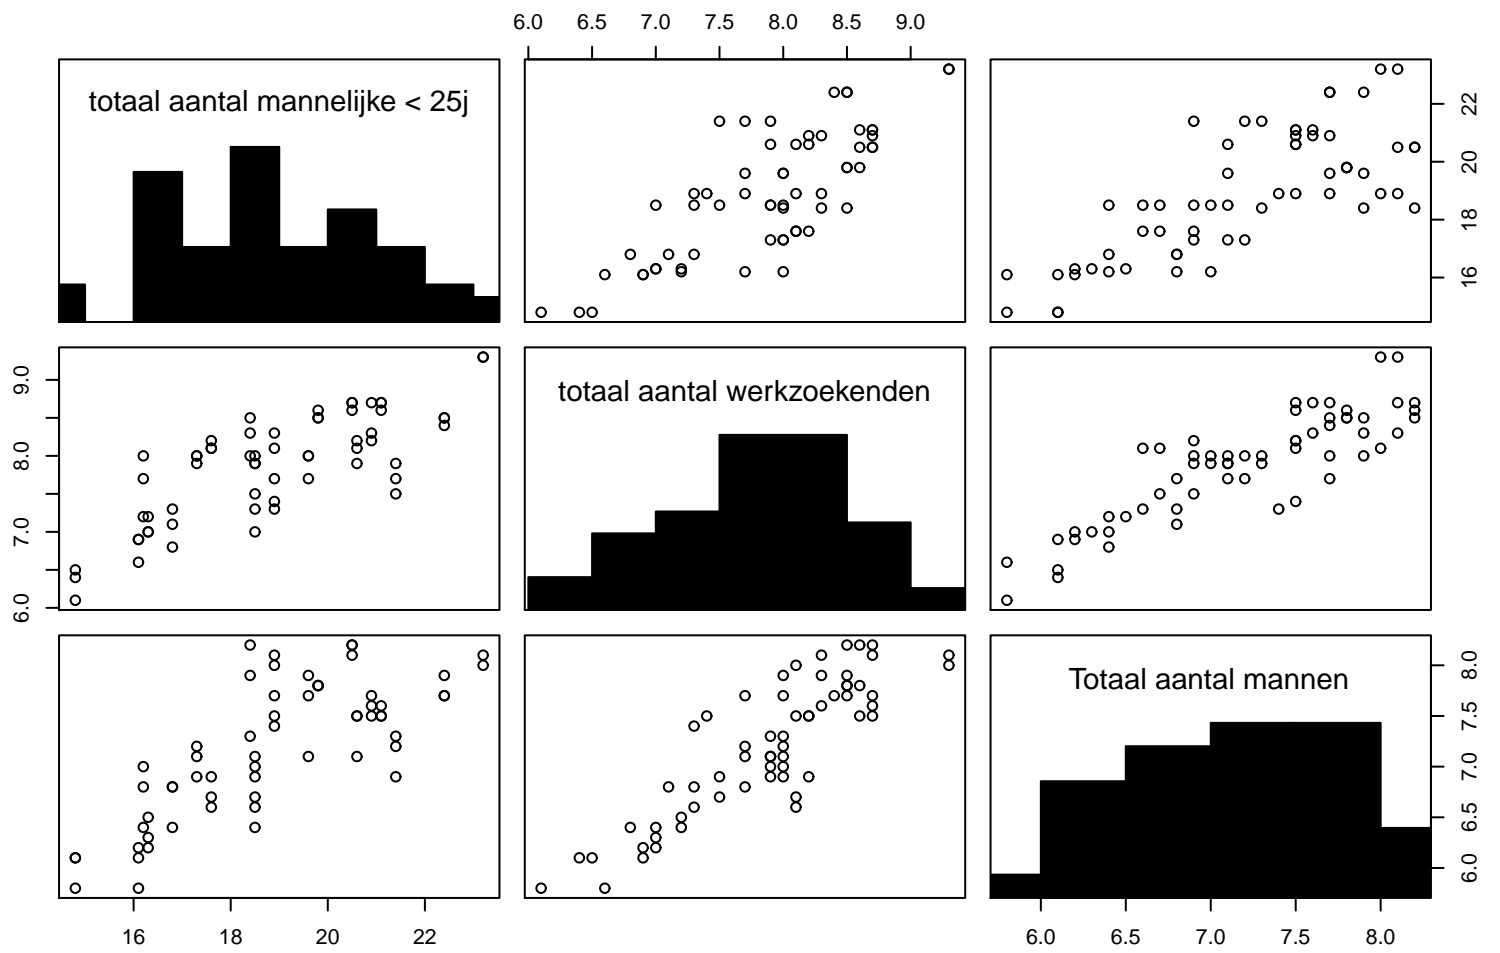 6.0 6.5 7.0 7.5 8.0 8.5 9.0
totaal aantal mannelijke < 25j
16 18 20 22
6.0 7.0 8.0 9.0
totaal aantal werkzoekenden
Totaal aantal mannen
6.0 6.5 7.0 7.5 8.0
16 18 20 22
6.0 6.5 7.0 7.5 8.0